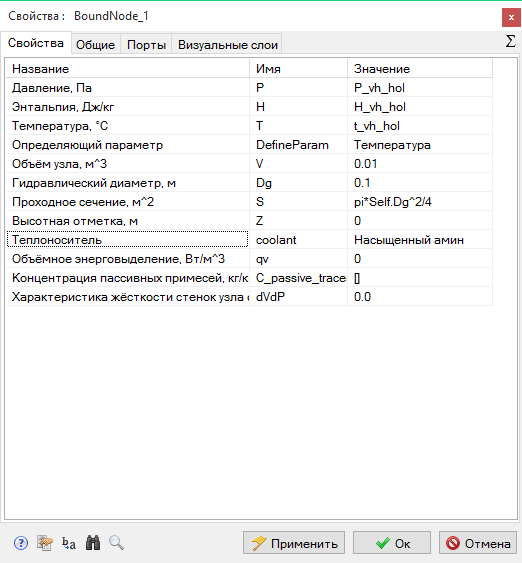 Свойства : BoundNode_1
x
Свойства Общие Порты Визуальные слои Σ
Название Имя Значение
Давление, Па P P_vh_hol
Энтальпия, Дж/кг H H_vh_hol
Температура, °C T t_vh_hol
Определяющий параметр DefineParam Температура
Объём узла, м^3 V 0.01
Гидравлический диаметр, м Dg 0.1
Проходное сечение, м^2 S pi*Self.Dg^2/4
Высотная отметка, м Z 0
Теплоноситель coolant Насыщенный амин
Объёмное энерговыделение, Вт/м^3 qv 0
Концентрация пассивных примесей, кг/к C_passive_tracer []
Характеристика жёсткости стенок узла dVdP 0.0
? b,a Применить Ок Отмена